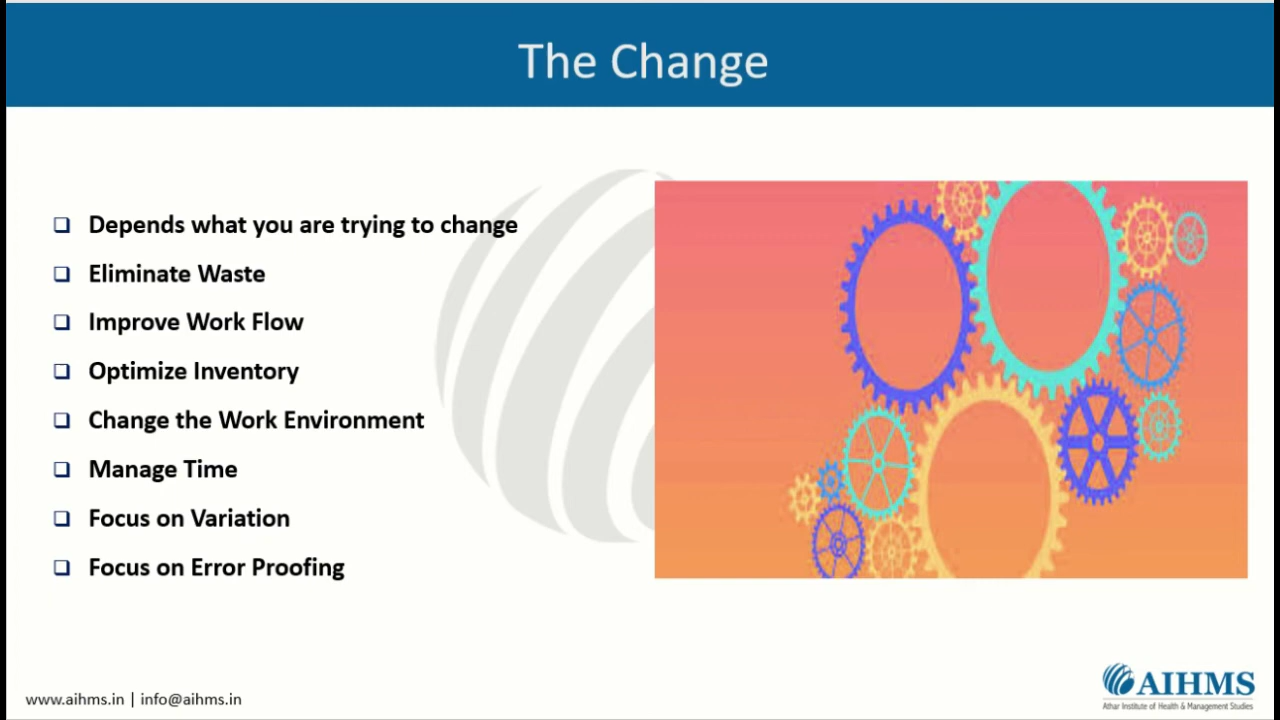 The Change
Depends what you are trying to change
Eliminate Waste
Improve Work Flow
Optimize Inventory
Change the Work Environment
Manage Time
Focus on Variation
Focus on Error Proofing
www.aihms.in | info@aihms.in
AIHMS
Athar Institute of Health & Management Studies